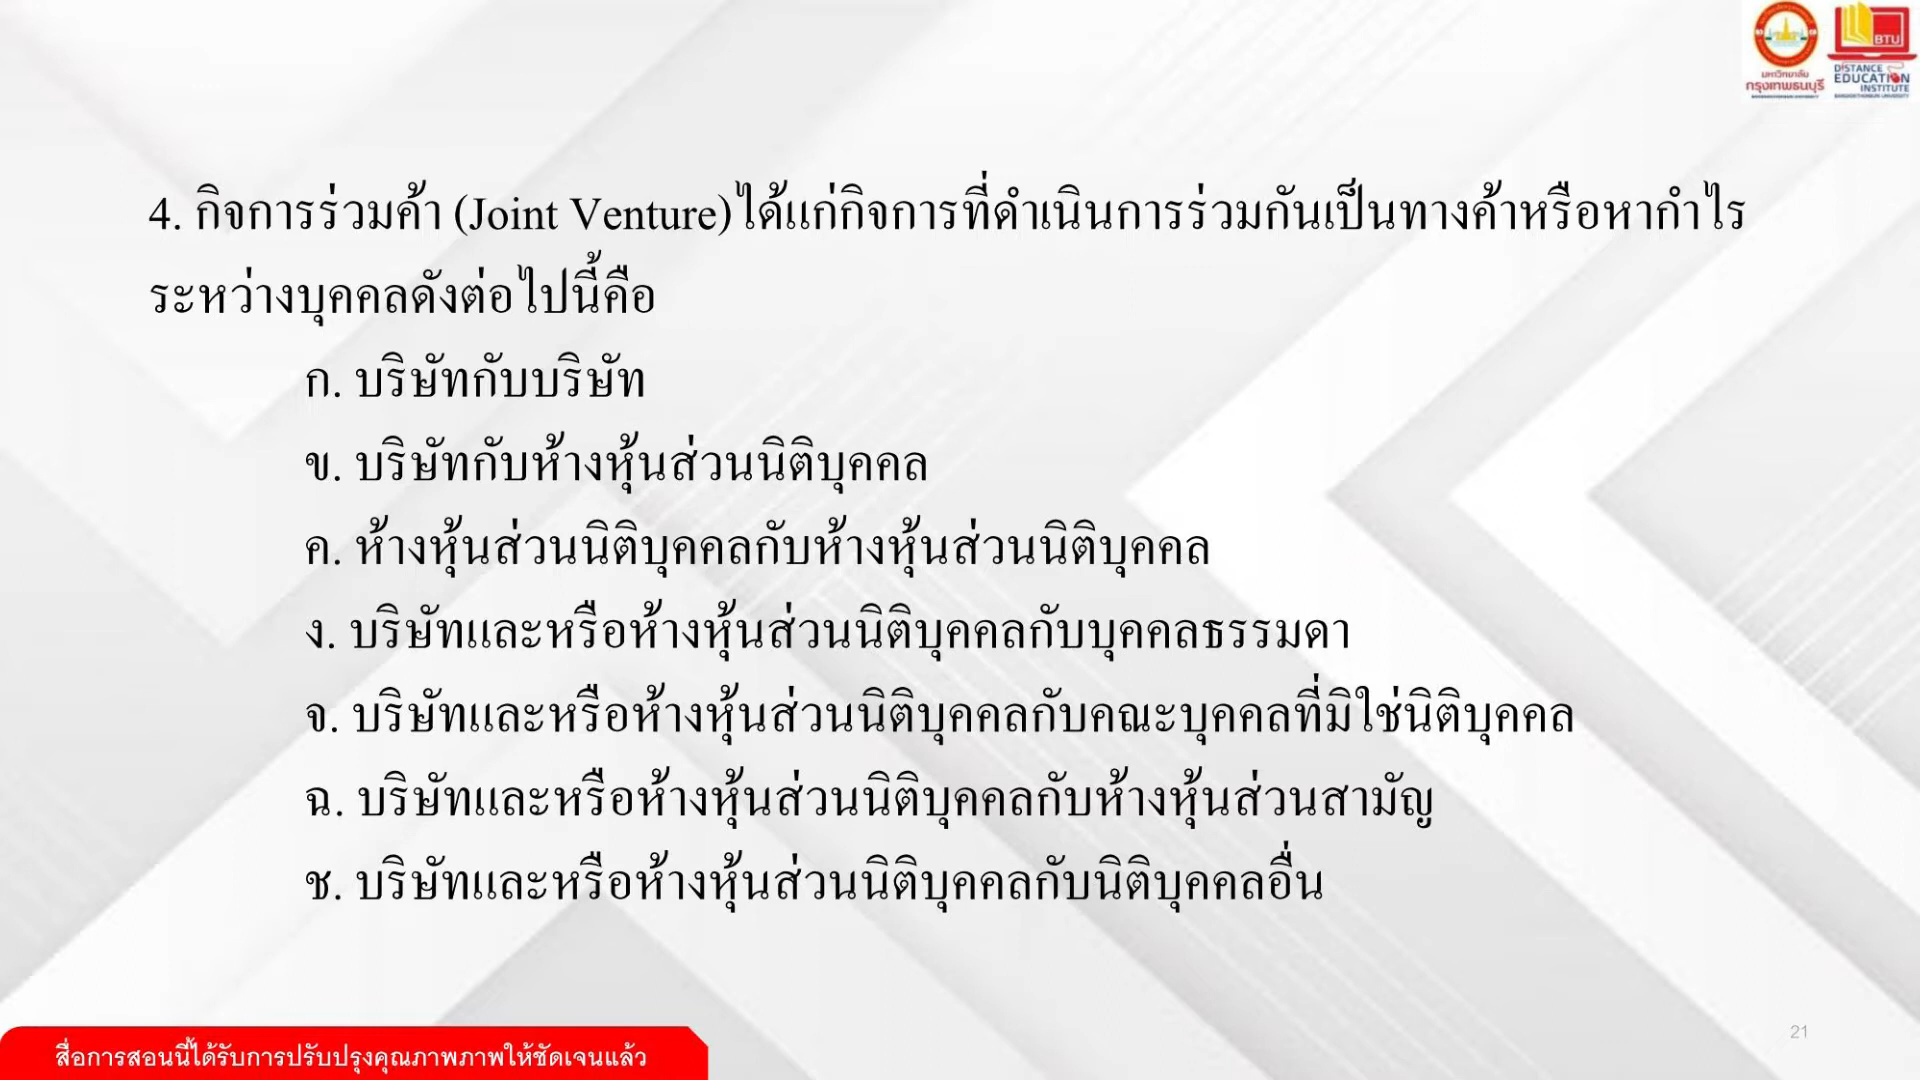 มหาวิทยาลัย
กรุงเทพธนบุรี
BTU
DISTANCE
EDUCATION
INSTITUTE
4. กิจการร่วมค้า (Joint Venture) ได้แก่กิจการที่ดำเนินการร่วมกันเป็นทางค้าหรือหากำไร
ระหว่างบุคคลดังต่อไปนี้คือ
ก. บริษัทกับบริษัท
ข. บริษัทกับห้างหุ้นส่วนนิติบุคคล
ค. ห้างหุ้นส่วนนิติบุคคลกับห้างหุ้นส่วนนิติบุคคล
ง. บริษัทและหรือห้างหุ้นส่วนนิติบุคคลกับบุคคลธรรมดา
จ. บริษัทและหรือห้างหุ้นส่วนนิติบุคคลกับคณะบุคคลที่มิใช่นิติบุคคล
ฉ. บริษัทและหรือห้างหุ้นส่วนนิติบุคคลกับห้างหุ้นส่วนสามัญ
ช. บริษัทและหรือห้างหุ้นส่วนนิติบุคคลกับนิติบุคคลอื่น
21
สื่อการสอนนี้ได้รับการปรับปรุงคุณภาพภาพให้ชัดเจนแล้ว